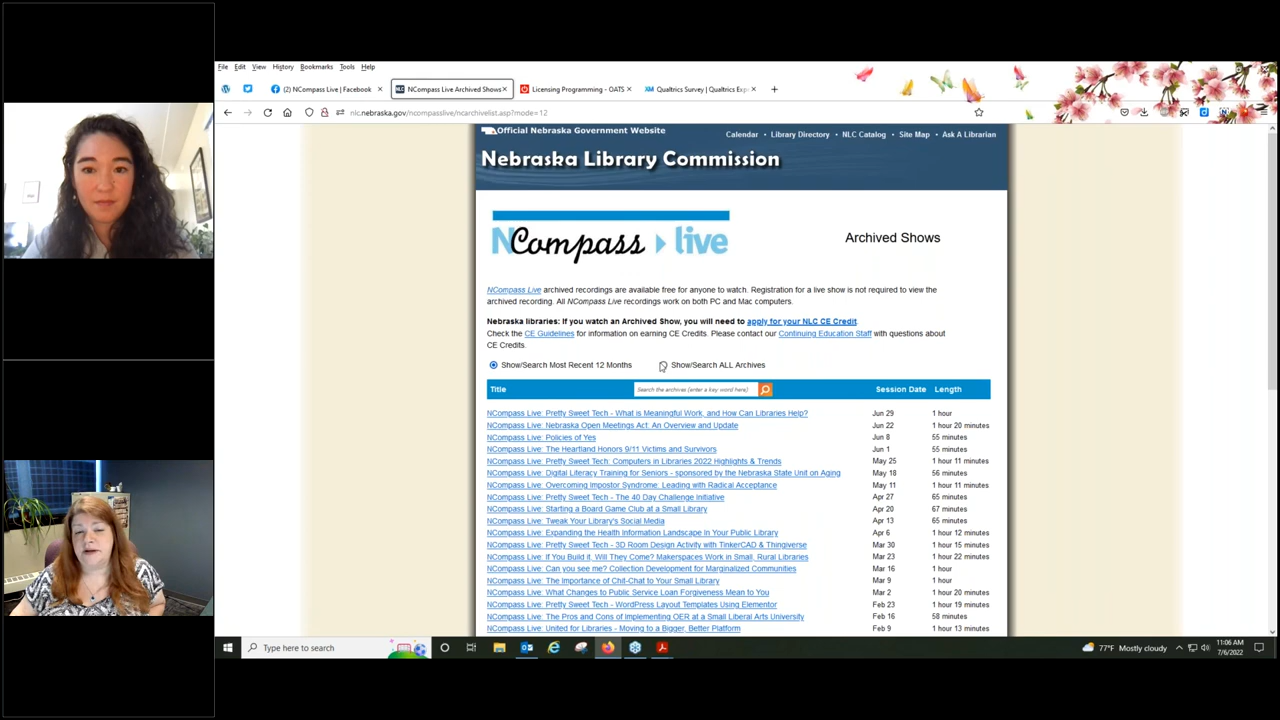 File Edit View History Bookmarks Tools Help
(2) NCompass Live | Facebook × NCompass Live Archived Shows × Licensing Programming - OATS × Qualtrics Survey | Qualtrics Exp × +
nlc.nebraska.gov/ncompasslive/ncarchivelist.asp?mode=12
Official Nebraska Government Website
Calendar • Library Directory • NLC Catalog • Site Map • Ask A Librarian
Nebraska Library Commission
NCompass live
Archived Shows
NCompass Live archived recordings are available free for anyone to watch. Registration for a live show is not required to view the
archived recording. All NCompass Live recordings work on both PC and Mac computers.
Nebraska libraries: If you watch an Archived Show, you will need to apply for your NLC CE Credit.
Check the CE Guidelines for information on earning CE Credits. Please contact our Continuing Education Staff with questions about
CE Credits.
Show/Search Most Recent 12 Months Show/Search ALL Archives
Title Search the archives (enter a key word here) Session Date Length
NCompass Live: Pretty Sweet Tech - What is Meaningful Work, and How Can Libraries Help? Jun 29 1 hour
NCompass Live: Nebraska Open Meetings Act: An Overview and Update Jun 22 1 hour 20 minutes
NCompass Live: Policies of Yes Jun 8 55 minutes
NCompass Live: The Heartland Honors 9/11 Victims and Survivors Jun 1 55 minutes
NCompass Live: Pretty Sweet Tech: Computers in Libraries 2022 Highlights & Trends May 25 1 hour 11 minutes
NCompass Live: Digital Literacy Training for Seniors - sponsored by the Nebraska State Unit on Aging May 18 56 minutes
NCompass Live: Overcoming Impostor Syndrome: Leading with Radical Acceptance May 11 1 hour 11 minutes
NCompass Live: Pretty Sweet Tech - The 40 Day Challenge Initiative Apr 27 65 minutes
NCompass Live: Starting a Board Game Club at a Small Library Apr 20 67 minutes
NCompass Live: Tweak Your Library's Social Media Apr 13 65 minutes
NCompass Live: Expanding the Health Information Landscape in Your Public Library Apr 6 1 hour 12 minutes
NCompass Live: Pretty Sweet Tech - 3D Room Design Activity with TinkerCAD & Thingiverse Mar 30 1 hour 15 minutes
NCompass Live: If You Build it, Will They Come? Makerspaces Work in Small, Rural Libraries Mar 23 1 hour 22 minutes
NCompass Live: Can you see me? Collection Development for Marginalized Communities Mar 16 1 hour
NCompass Live: The Importance of Chit-Chat to Your Small Library Mar 9 1 hour
NCompass Live: What Changes to Public Service Loan Forgiveness Mean to You Mar 2 1 hour 20 minutes
NCompass Live: Pretty Sweet Tech - WordPress Layout Templates Using Elementor Feb 23 1 hour 19 minutes
NCompass Live: The Pros and Cons of Implementing OER at a Small Liberal Arts University Feb 16 58 minutes
NCompass Live: United for Libraries - Moving to a Bigger, Better Platform Feb 9 1 hour 13 minutes
Type here to search
77°F Mostly cloudy
11:06 AM
7/6/2022